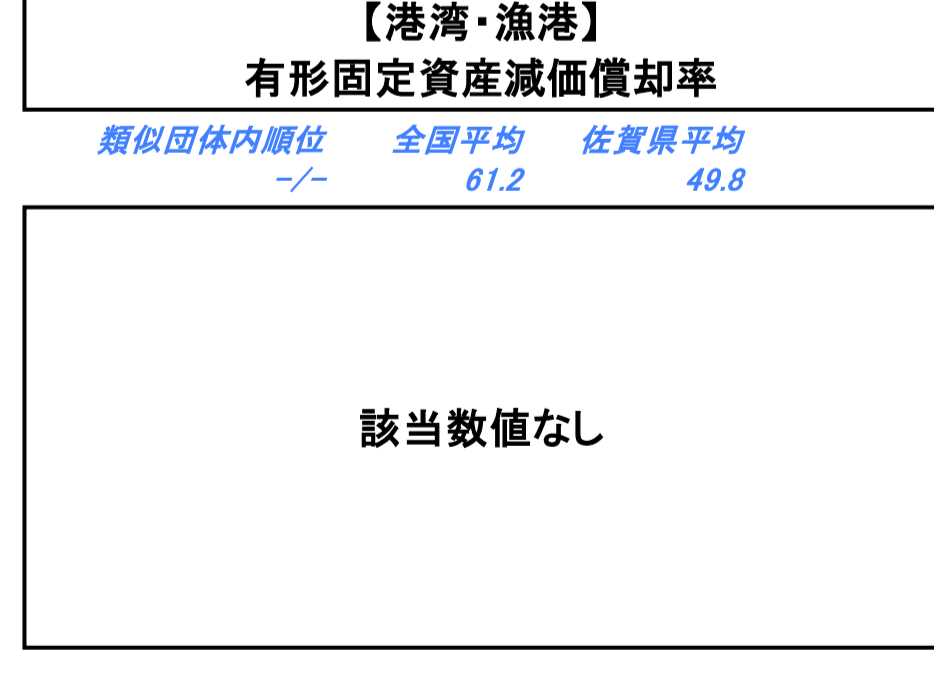 【港湾・漁港】
有形固定資産減価償却率
類似団体内順位 全国平均 佐賀県平均
-/- 61.2 49.8
該当数値なし